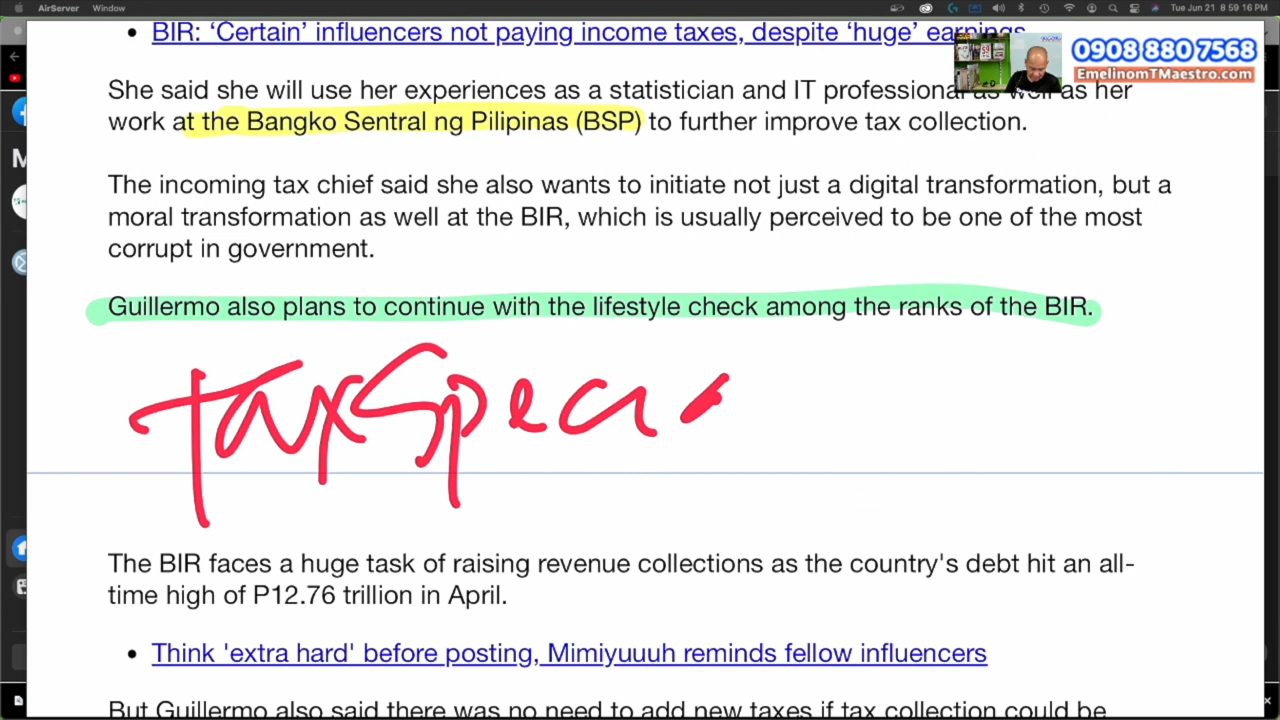 AirServer Window Tue Jun 21 8:59:16 PM
• BIR: ‘Certain’ influencers not paying income taxes, despite ‘huge’ earnings
0908 880 7568
EmelinomTMaestro.com
She said she will use her experiences as a statistician and IT professional as well as her
work at the Bangko Sentral ng Pilipinas (BSP) to further improve tax collection.
The incoming tax chief said she also wants to initiate not just a digital transformation, but a
moral transformation as well at the BIR, which is usually perceived to be one of the most
corrupt in government.
Guillermo also plans to continue with the lifestyle check among the ranks of the BIR.
TaxSpecı
The BIR faces a huge task of raising revenue collections as the country's debt hit an all-
time high of P12.76 trillion in April.
• Think 'extra hard' before posting, Mimiyuuuh reminds fellow influencers
But Guillermo also said there was no need to add new taxes if tax collection could be